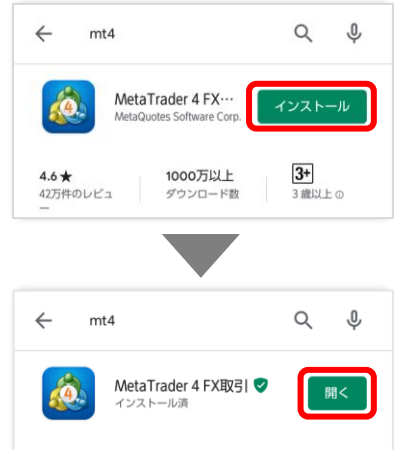 mt4
MetaTrader 4 FX…
MetaQuotes Software Corp.
インストール
4.6★
42万件のレビュ
ー
1000万以上
ダウンロード数
3+
3 歳以上
mt4
MetaTrader 4 FX取引
インストール済
開く